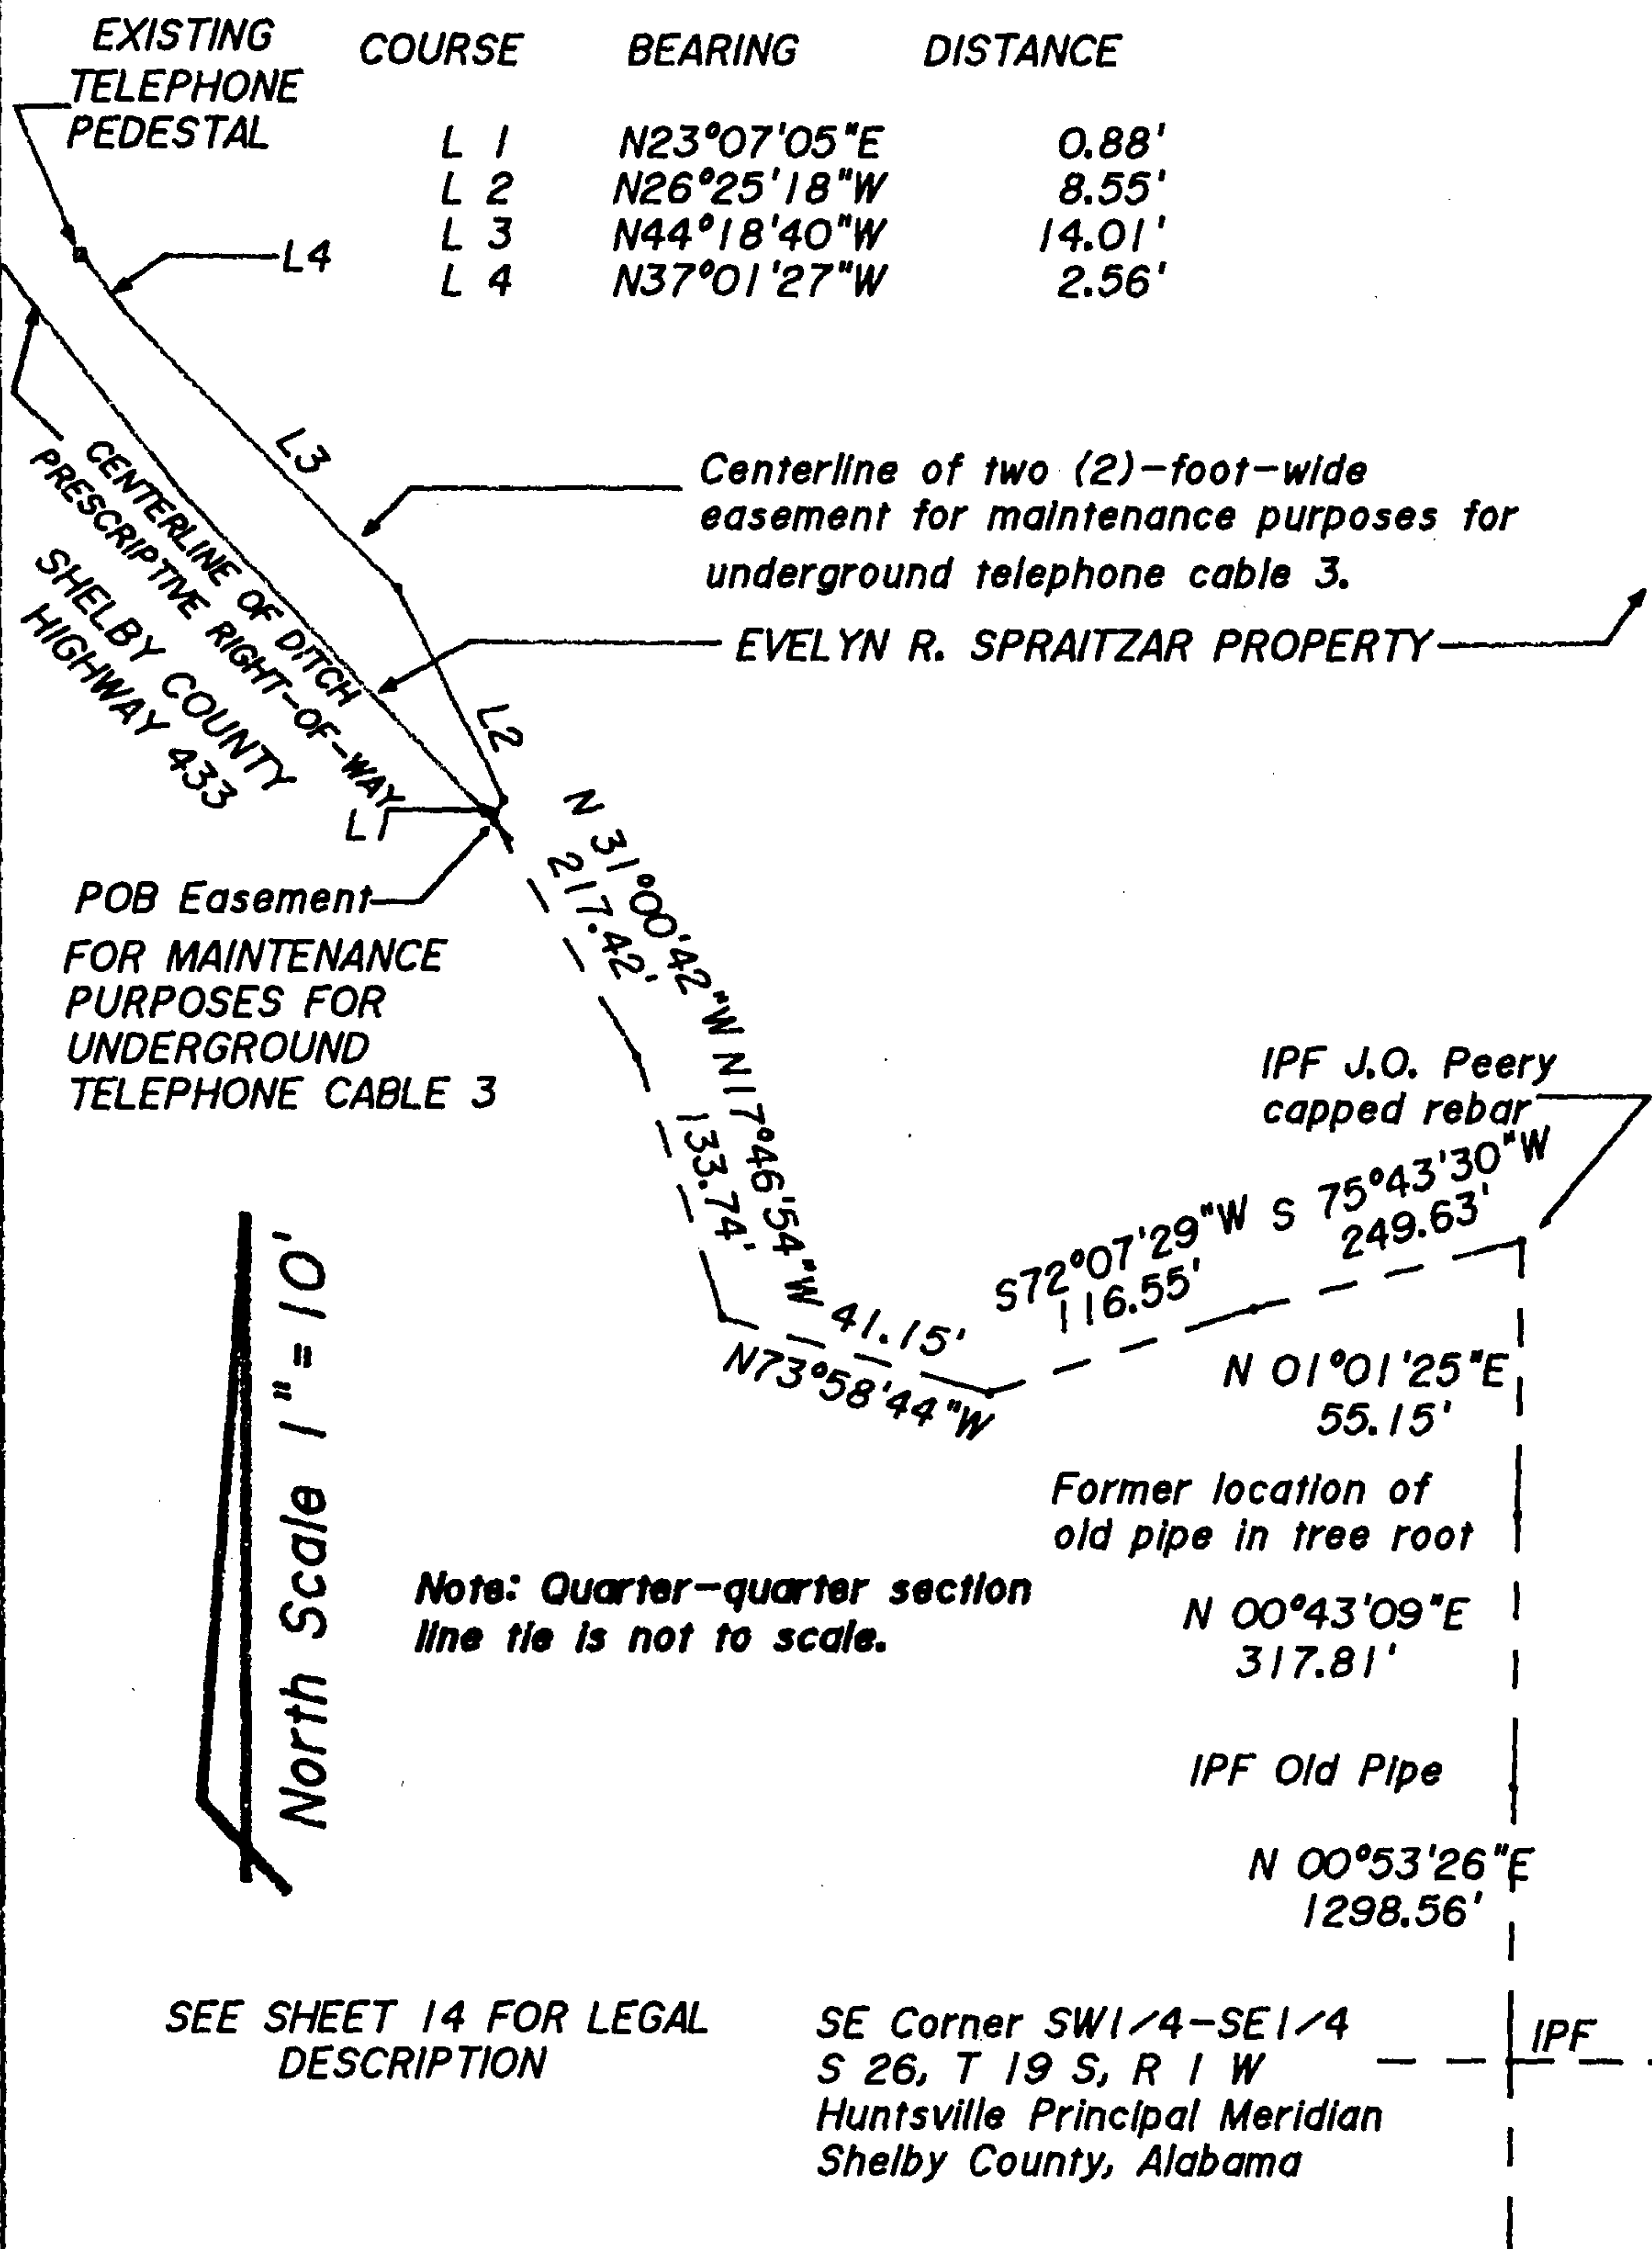 EXISTING
TELEPHONE
PEDESTAL
COURSE BEARING DISTANCE
L 1 N23°07'05"E 0.88'
L 2 N26°25'18"W 8.55'
L 3 N44°18'40"W 14.01'
L 4 N37°01'27"W 2.56'
L4
L3
Centerline of two (2)-foot-wide
easement for maintenance purposes for
underground telephone cable 3.
CENTERLINE OF DITCH
PRESCRIPTIVE RIGHT-OF-WAY
SHELBY COUNTY
HIGHWAY 433
EVELYN R. SPRAITZAR PROPERTY
L2
L1
POB Easement
FOR MAINTENANCE
PURPOSES FOR
UNDERGROUND
TELEPHONE CABLE 3
N 31°00'42"W
217.42'
N17°46'54"W
133.74'
IPF J.O. Peery
capped rebar
S 75°43'30"W
249.63'
S72°07'29"W
116.55'
41.15'
N73°58'44"W
N 01°01'25"E
55.15'
North Scale 1"=10'
Former location of
old pipe in tree root
Note: Quarter-quarter section
line tie is not to scale.
N 00°43'09"E
317.81'
IPF Old Pipe
N 00°53'26"E
1298.56'
SEE SHEET 14 FOR LEGAL
DESCRIPTION
SE Corner SW1/4-SE1/4
S 26, T 19 S, R 1 W
Huntsville Principal Meridian
Shelby County, Alabama
IPF